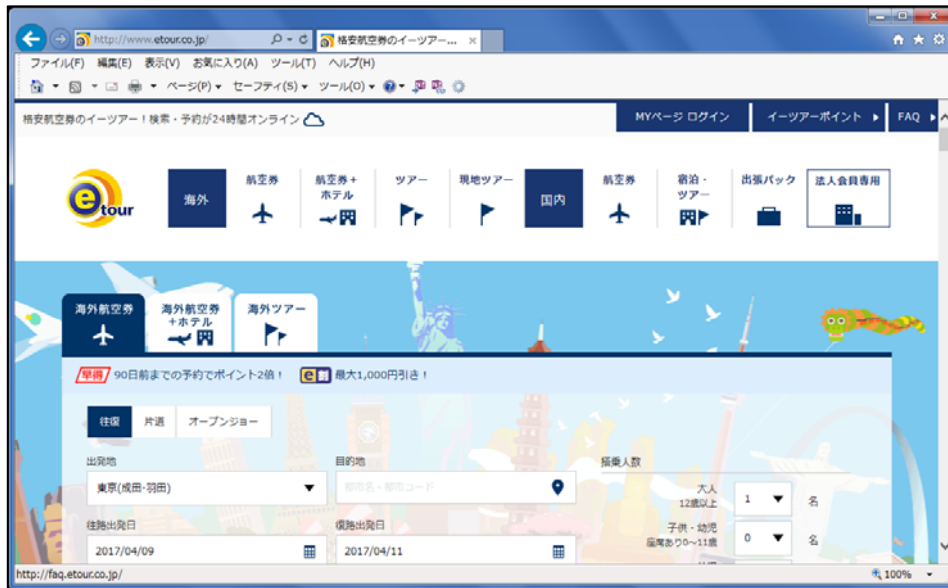 http://www.etour.co.jp/
格安航空券のイーツアー... ×
ファイル(F) 編集(E) 表示(V) お気に入り(A) ツール(T) ヘルプ(H)
ページ(P) セーフティ(S) ツール(O)
格安航空券のイーツアー！検索・予約が24時間オンライン
MYページ ログイン
イーツアーポイント
FAQ
e tour
海外
航空券
航空券+
ホテル
ツアー
現地ツアー
国内
航空券
宿泊・
ツアー
出張パック
法人会員専用
海外航空券
海外航空券
+ホテル
海外ツアー
早得 90日前までの予約でポイント2倍！ e割 最大1,000円引き！
往復 片道 オープンジョー
出発地
目的地
搭乗人数
東京(成田・羽田)
都市名・都市コード
大人
12歳以上
1
名
往路出発日
復路出発日
子供・幼児
座席あり0～11歳
0
名
2017/04/09
2017/04/11
http://faq.etour.co.jp/
100%